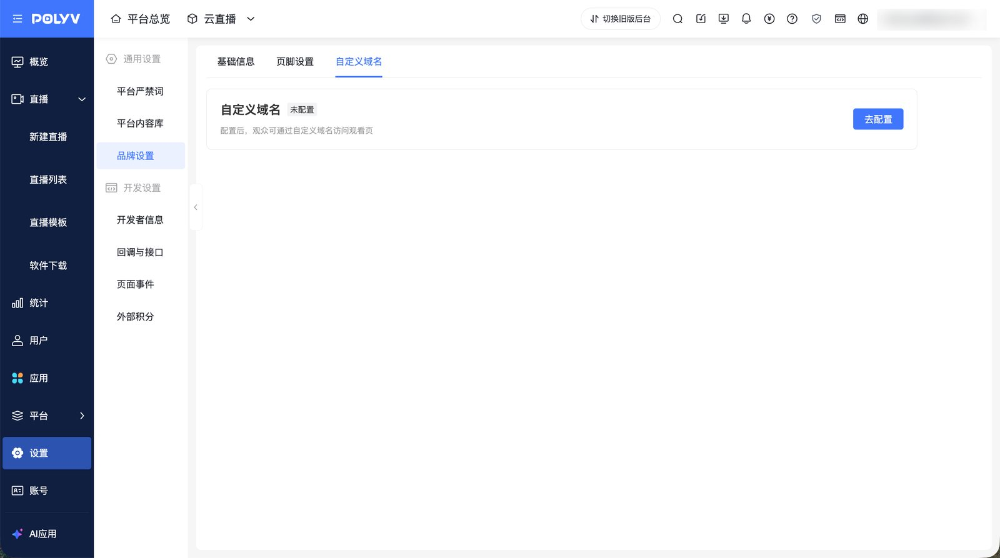 POLYV
平台总览
云直播
切换旧版后台
概览
直播
新建直播
直播列表
直播模板
软件下载
统计
用户
应用
平台
设置
账号
AI应用
通用设置
平台严禁词
平台内容库
品牌设置
开发设置
开发者信息
回调与接口
页面事件
外部积分
基础信息
页脚设置
自定义域名
自定义域名
未配置
配置后，观众可通过自定义域名访问观看页
去配置